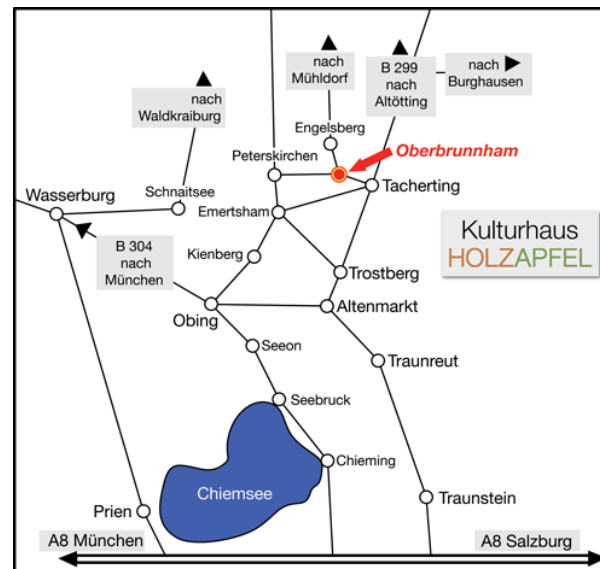 nach
Mühldorf
B 299
nach
Altötting
nach
Burghausen
nach
Waldkraiburg
Engelsberg
Oberbrunnham
Peterskirchen
Tacherting
Schnaitsee
Wasserburg
Emertsham
Kulturhaus
HOLZAPFEL
B 304
nach
München
Kienberg
Trostberg
Obing
Altenmarkt
Seeon
Traunreut
Seebruck
Chieming
Chiemsee
Traunstein
Prien
A8 München
A8 Salzburg